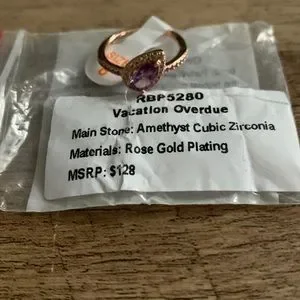 RBP5280
Vacation Overdue
Main Stone: Amethyst Cubic Zirconia
Materials: Rose Gold Plating
MSRP: $128